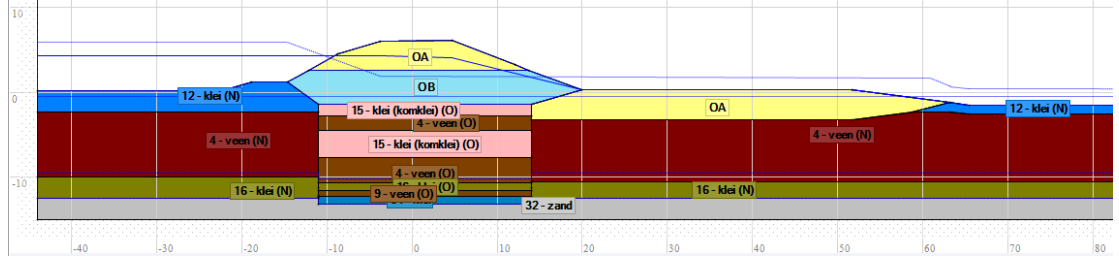 10
OA
OB
0
12 - klei (N)
OA
12 - klei (N)
15 - klei (komklei) (O)
4 - veen (O)
4 - veen (N)
4 - veen (N)
15 - klei (komklei) (O)
4 - veen (O)
-10
16 - klei (N)
(O)
16 - klei (N)
9 - veen (O)
32 - zand
-40 -30 -20 -10 0 10 20 30 40 50 60 70 80